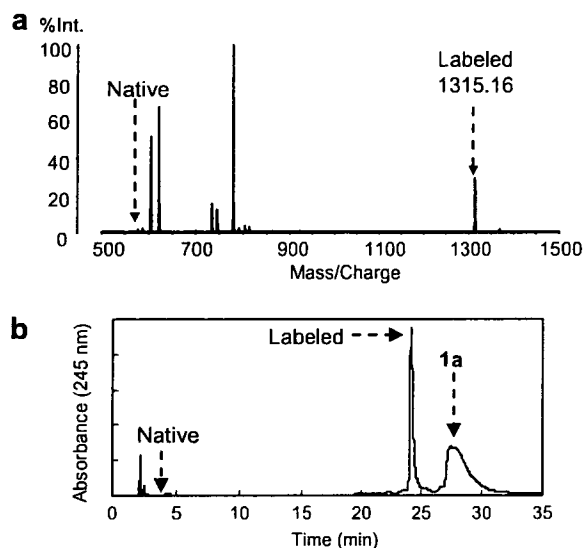 a
%Int.
100
80
60
40
20
0
Native
Labeled
1315.16
500
700
900
1100
1300
1500
Mass/Charge
b
Absorbance (245 nm)
Labeled
1a
Native
0
5
10
15
20
25
30
35
Time (min)